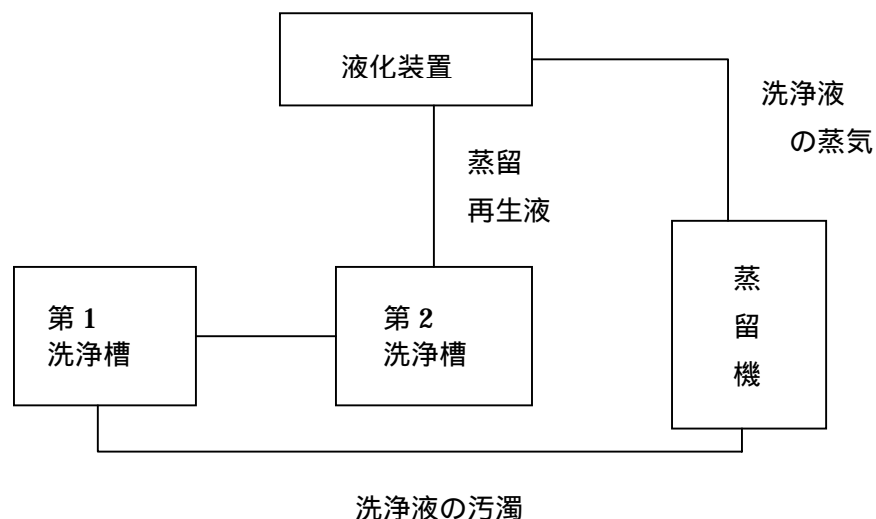 液化装置
洗浄液
の蒸気
蒸留
再生液
蒸
留
機
第 1
洗浄槽
第 2
洗浄槽
洗浄液の汚濁